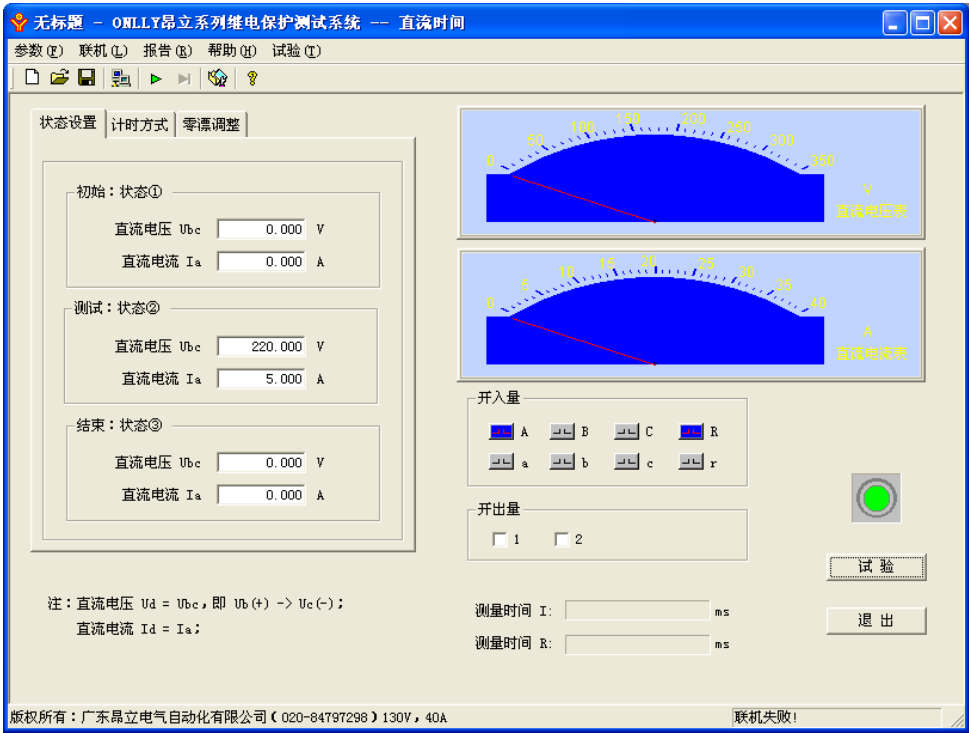 无标题 - ONLLY昂立系列继电保护测试系统 -- 直流时间
参数(F) 联机(L) 报告(R) 帮助(H) 试验(T)
状态设置 计时方式 零漂调整
初始：状态①
直流电压 Ubc 0.000 V
直流电流 Ia 0.000 A
测试：状态②
直流电压 Ubc 220.000 V
直流电流 Ia 5.000 A
结束：状态③
直流电压 Ubc 0.000 V
直流电流 Ia 0.000 A
注：直流电压 Ud = Ubc，即 Ub(+) -> Uc(-)；
直流电流 Id = Ia；
0 50 100 150 200 250 300 350
V
直流电压表
0 5 10 15 20 25 30 35 40
A
直流电流表
开入量
A B C R
a b c r
开出量
1 2
测量时间 I: ms
测量时间 R: ms
试 验
退 出
版权所有：广东昂立电气自动化有限公司（020-84797298）130V，40A
联机失败!